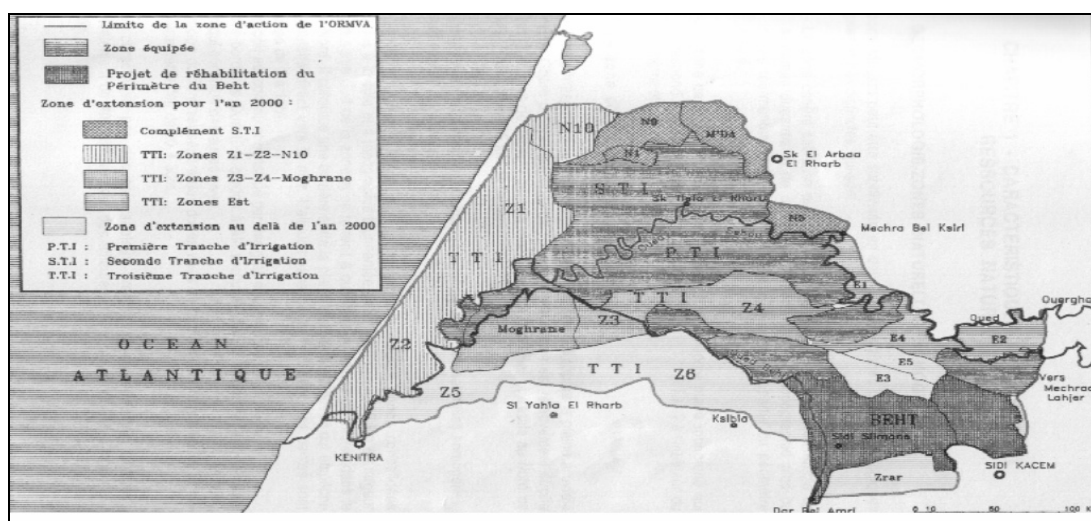 Limite de la zone d'action de l'ORMVA
Zone équipée
Projet de réhabilitation du
Périmètre du Beht
Zone d'extension pour l'an 2000 :
Complément S.T.I
TTI: Zones Z1-Z2-N10
TTI: Zones Z3-Z4-Moghrane
TTI: Zones Est
Zone d'extension au delà de l'an 2000
P.T.I : Première Tranche d'Irrigation
S.T.I : Seconde Tranche d'Irrigation
T.T.I : Troisième Tranche d'Irrigation
N10
N9
M'DA
N1
Sk El Arbaa
El Rharb
S T I
Sk Tleta El Kharb
Z1
N5
Mechra Bel Ksiri
Oued
P T I
T T I
E1
T T I
Z4
Ouergha
Oued
Moghrane
Z3
E4
E2
OCEAN
ATLANTIQUE
Z2
E5
Vers
Mechraa
Lahjer
T T I
Z6
E3
Z5
Si Yahia El Rharb
Ksibia
BEHT
Sidi Slimane
KENITRA
Zrar
SIDI KACEM
Dar Bel Amri
0 10 50 100